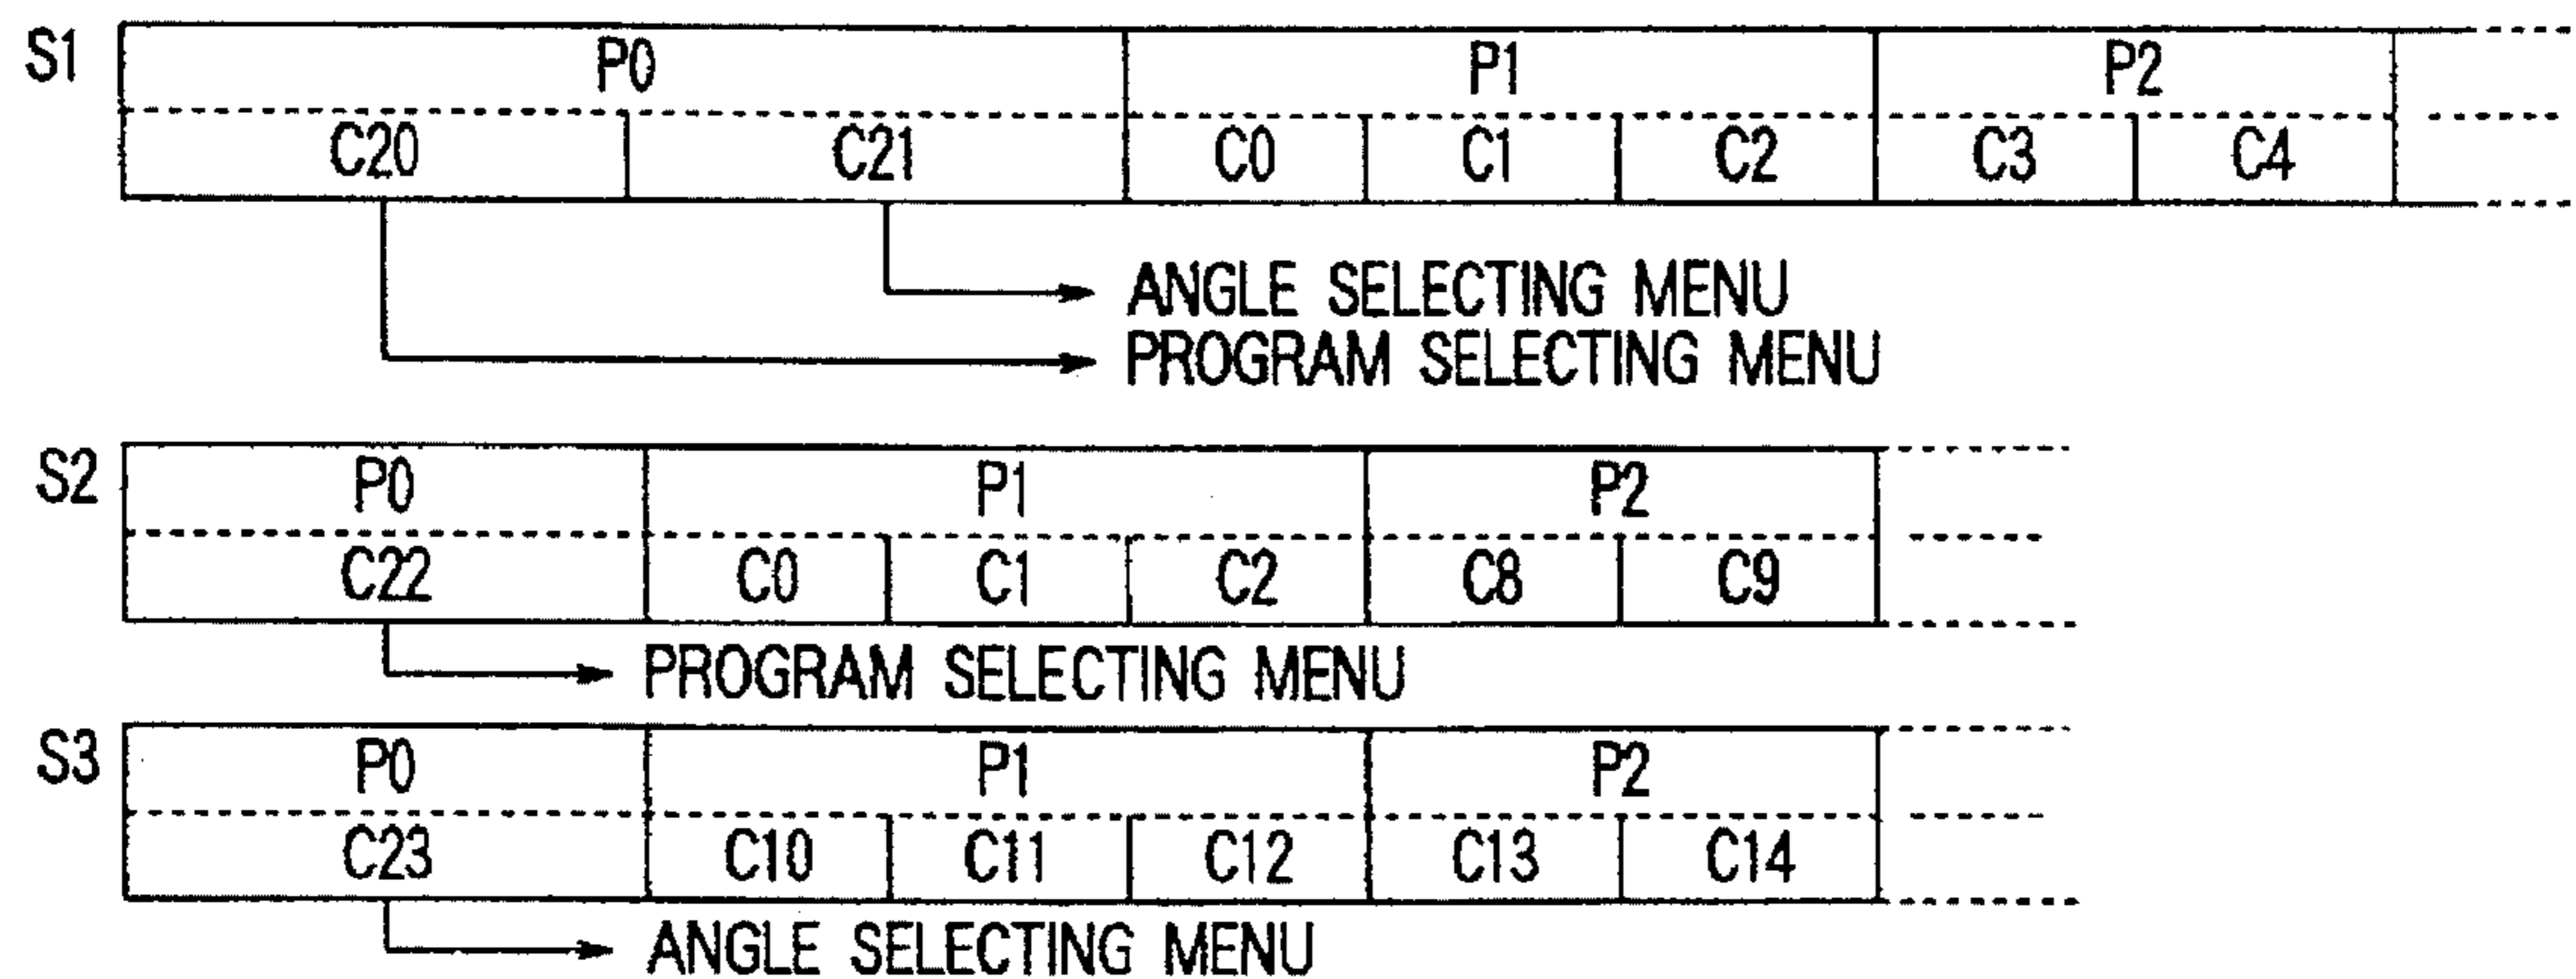 S1 P0 P1 P2
C20 C21 C0 C1 C2 C3 C4
ANGLE SELECTING MENU
PROGRAM SELECTING MENU
S2 P0 P1 P2
C22 C0 C1 C2 C8 C9
PROGRAM SELECTING MENU
S3 P0 P1 P2
C23 C10 C11 C12 C13 C14
ANGLE SELECTING MENU